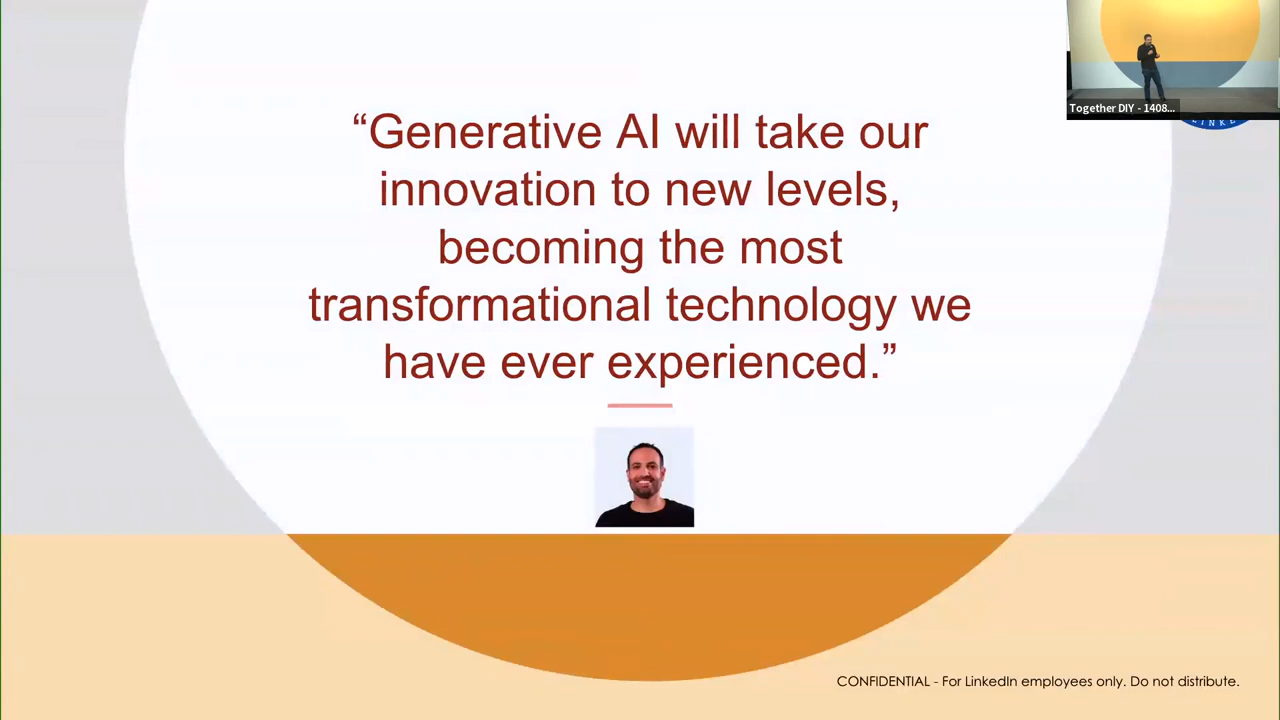 “Generative AI will take our
innovation to new levels,
becoming the most
transformational technology we
have ever experienced.”
Together DIY - 1408...
CONFIDENTIAL - For LinkedIn employees only. Do not distribute.